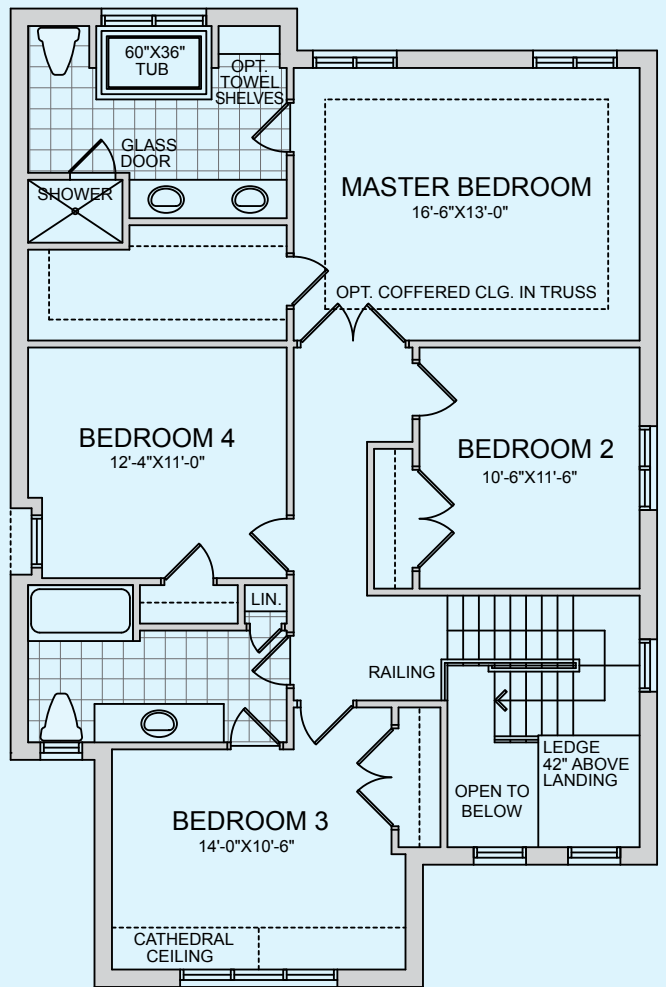 60"X36"
TUB
OPT.
TOWEL
SHELVES
GLASS
DOOR
SHOWER
MASTER BEDROOM
16'-6"X13'-0"
OPT. COFFERED CLG. IN TRUSS
BEDROOM 4
12'-4"X11'-0"
BEDROOM 2
10'-6"X11'-6"
LIN.
RAILING
LEDGE
42" ABOVE
LANDING
OPEN TO
BELOW
BEDROOM 3
14'-0"X10'-6"
CATHEDRAL
CEILING